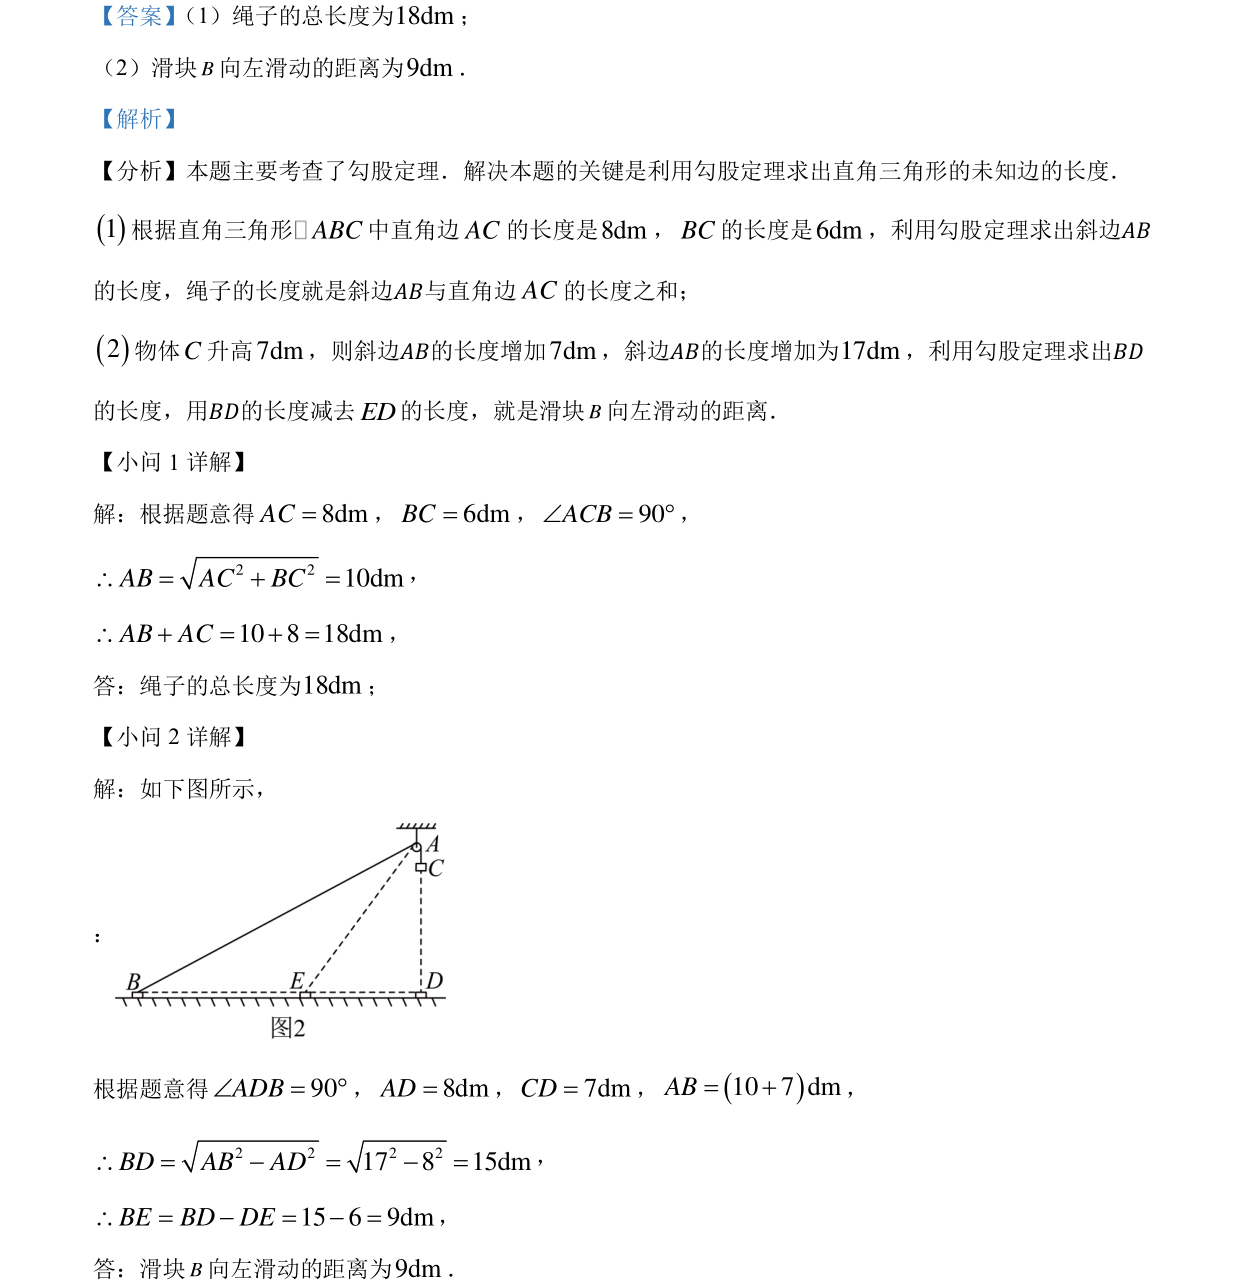 【答案】（1）绳子的总长度为18dm；
（2）滑块B向左滑动的距离为9dm．
【解析】
【分析】本题主要考查了勾股定理．解决本题的关键是利用勾股定理求出直角三角形的未知边的长度．
(1)根据直角三角形□ABC中直角边AC的长度是8dm，BC的长度是6dm，利用勾股定理求出斜边AB
的长度，绳子的长度就是斜边AB与直角边AC的长度之和；
(2)物体C升高7dm，则斜边AB的长度增加7dm，斜边AB的长度增加为17dm，利用勾股定理求出BD
的长度，用BD的长度减去ED的长度，就是滑块B向左滑动的距离．
【小问1详解】
解：根据题意得AC=8dm，BC=6dm，∠ACB=90°，
∴AB=√(AC²+BC²)=10dm，
∴AB+AC=10+8=18dm，
答：绳子的总长度为18dm；
【小问2详解】
解：如下图所示，
A
C
：
B E D
图2
根据题意得∠ADB=90°，AD=8dm，CD=7dm，AB=(10+7)dm，
∴BD=√(AB²−AD²)=√(17²−8²)=15dm，
∴BE=BD−DE=15−6=9dm，
答：滑块B向左滑动的距离为9dm．